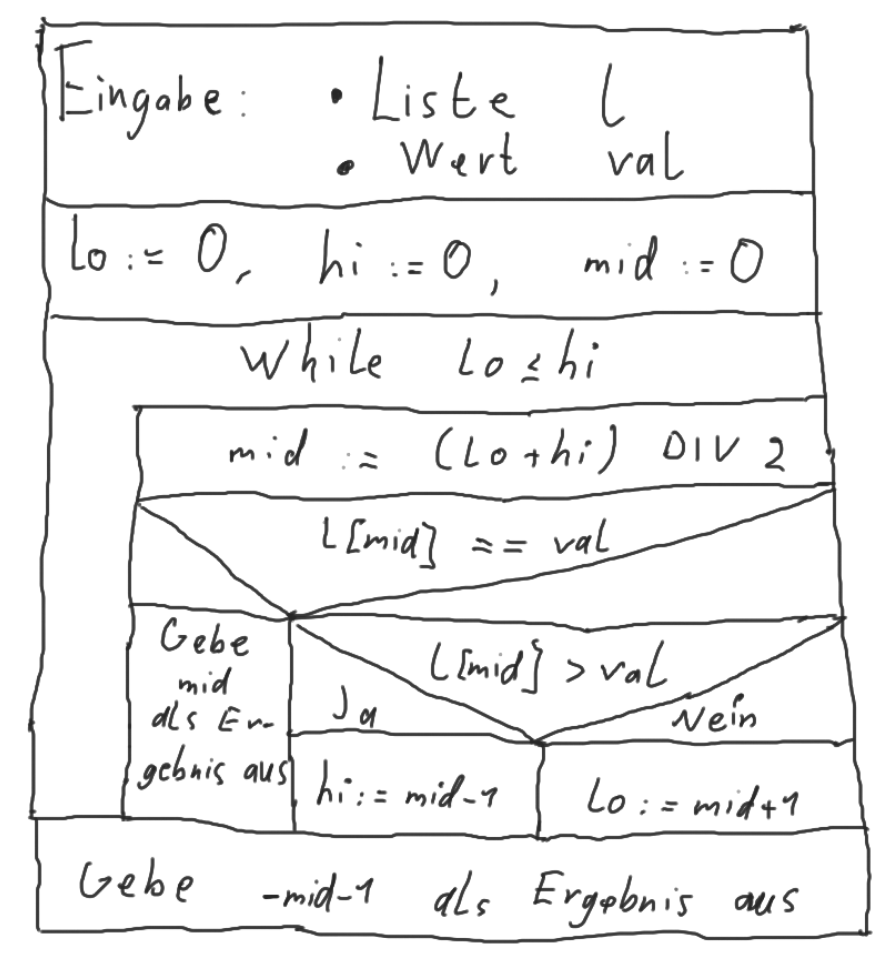 Eingabe: • Liste l
• Wert val
lo := 0, hi := 0, mid := 0
While lo ≤ hi
mid := (lo + hi) DIV 2
l[mid] == val
Gebe
mid
als Er-
gebnis aus
l[mid] > val
Ja Nein
hi := mid-1
lo := mid+1
Gebe -mid-1 als Ergebnis aus